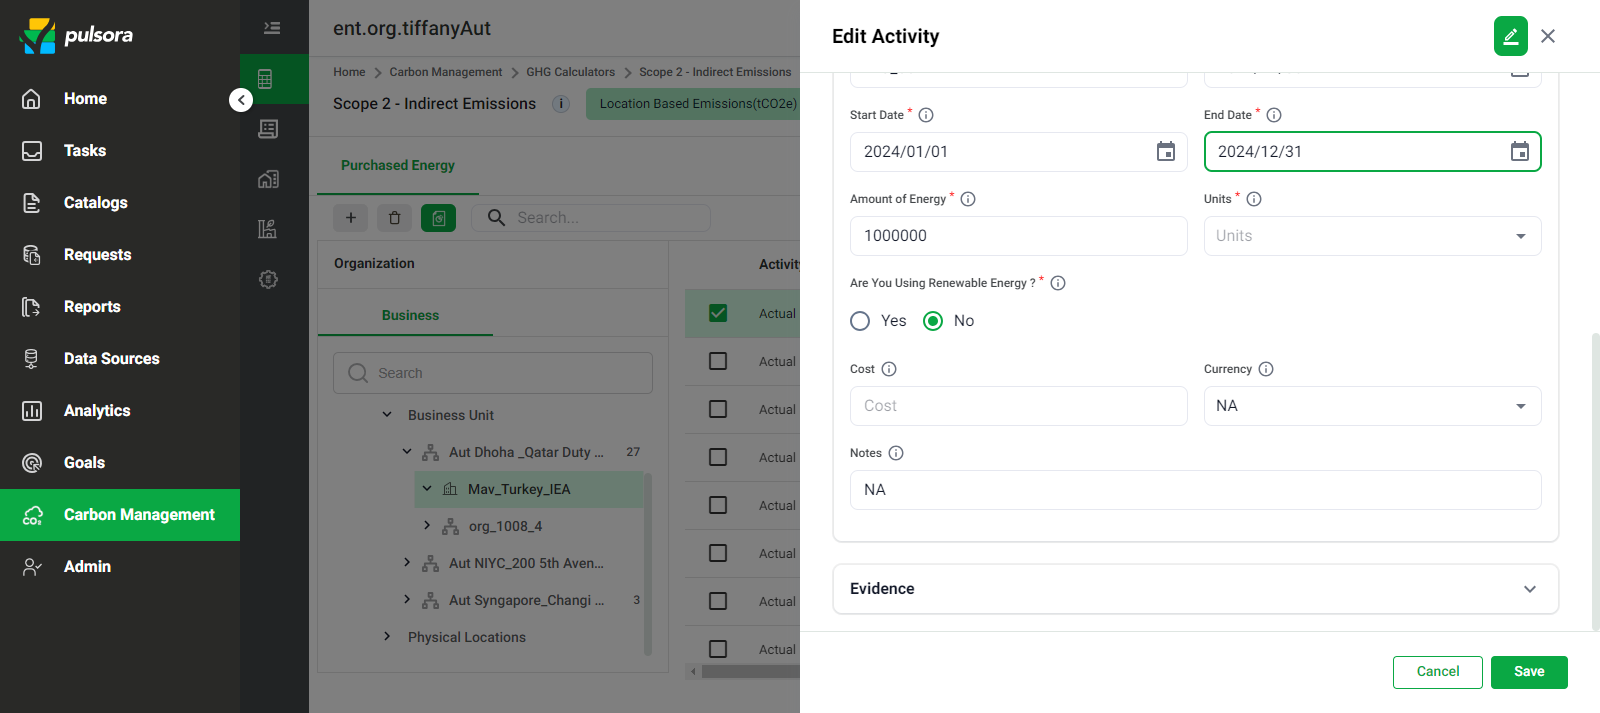 pulsora
Home
Tasks
Catalogs
Requests
Reports
Data Sources
Analytics
Goals
Carbon Management
Admin
ent.org.tiffanyAut
Home > Carbon Management > GHG Calculators > Scope 2 - Indirect Emissions
Scope 2 - Indirect Emissions
Location Based Emissions(tCO2e)
Purchased Energy
Search...
Organization
Business
Search
Business Unit
Aut Dhoha _Qatar Duty ... 27
Mav_Turkey_IEA
org_1008_4
Aut NIYC_200 5th Aven...
Aut Syngapore_Changi ... 3
Physical Locations
Activity
Actual
Actual
Actual
Actual
Actual
Actual
Actual
Actual
Edit Activity
Start Date *
2024/01/01
End Date *
2024/12/31
Amount of Energy *
1000000
Units *
Units
Are You Using Renewable Energy ? *
Yes No
Cost
Cost
Currency
NA
Notes
NA
Evidence
Cancel Save